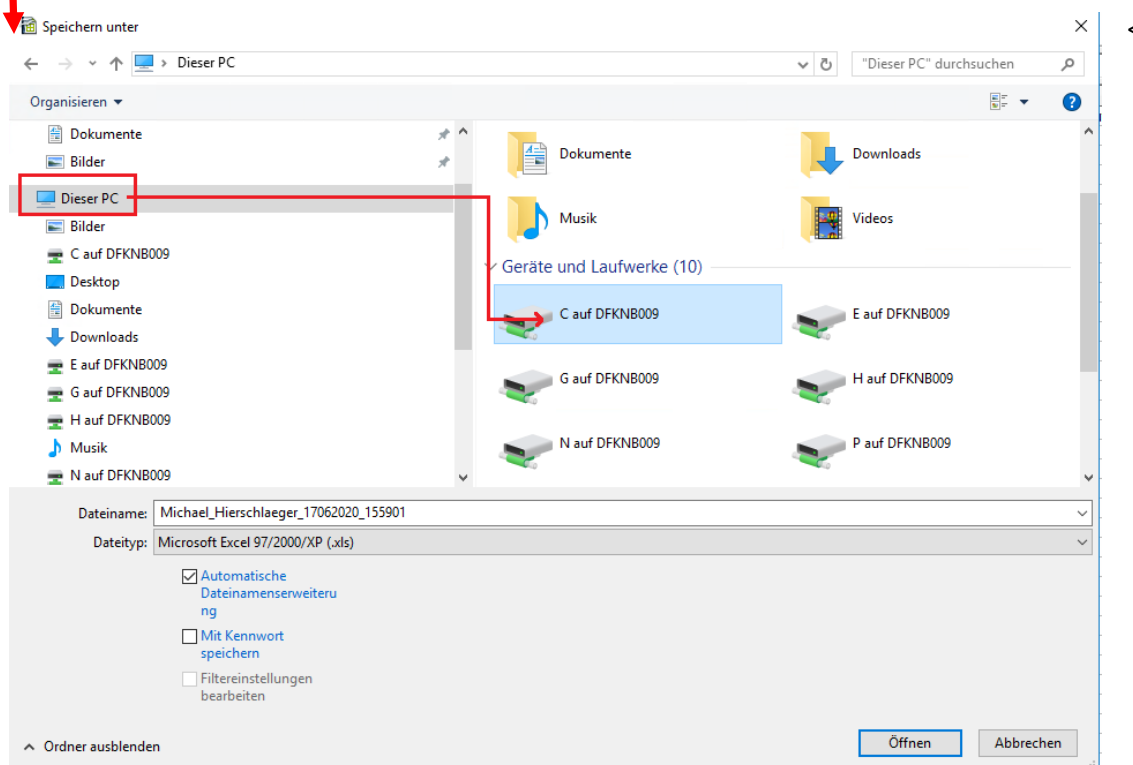 Speichern unter
Dieser PC
"Dieser PC" durchsuchen
Organisieren
Dokumente
Bilder
Dieser PC
Bilder
C auf DFKNB009
Desktop
Dokumente
Downloads
E auf DFKNB009
G auf DFKNB009
H auf DFKNB009
Musik
N auf DFKNB009
Dokumente
Downloads
Musik
Videos
Geräte und Laufwerke (10)
C auf DFKNB009
E auf DFKNB009
G auf DFKNB009
H auf DFKNB009
N auf DFKNB009
P auf DFKNB009
Dateiname: Michael_Hierschlaeger_17062020_155901
Dateityp: Microsoft Excel 97/2000/XP (.xls)
Automatische
Dateinamenserweiteru
ng
Mit Kennwort
speichern
Filtereinstellungen
bearbeiten
Ordner ausblenden
Öffnen
Abbrechen